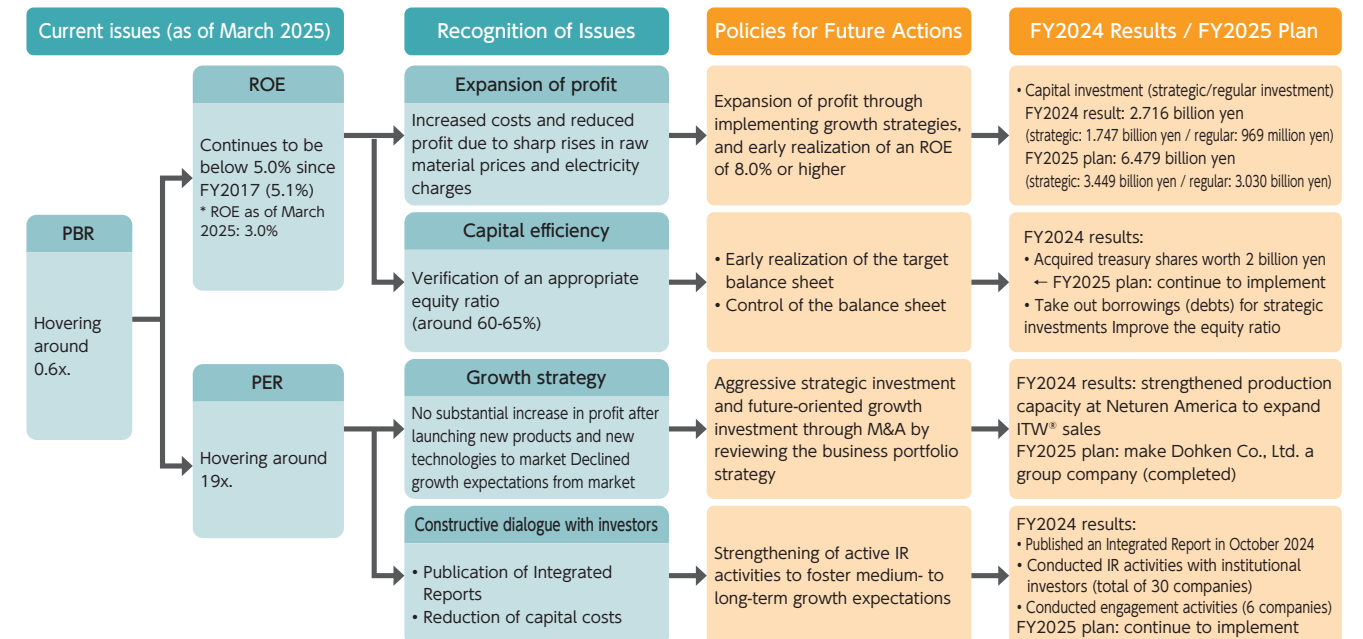 Current issues (as of March 2025)
Recognition of Issues
Policies for Future Actions
FY2024 Results / FY2025 Plan
PBR
Hovering
around
0.6x.
ROE
Continues to be
below 5.0% since
FY2017 (5.1%)
* ROE as of March
2025: 3.0%
PER
Hovering around
19x.
Expansion of profit
Increased costs and reduced
profit due to sharp rises in raw
material prices and electricity
charges
Expansion of profit through
implementing growth strategies,
and early realization of an ROE
of 8.0% or higher
• Capital investment (strategic/regular investment)
FY2024 result: 2.716 billion yen
(strategic: 1.747 billion yen / regular: 969 million yen)
FY2025 plan: 6.479 billion yen
(strategic: 3.449 billion yen / regular: 3.030 billion yen)
Capital efficiency
Verification of an appropriate
equity ratio
(around 60-65%)
• Early realization of the target
balance sheet
• Control of the balance sheet
FY2024 results:
• Acquired treasury shares worth 2 billion yen
← FY2025 plan: continue to implement
• Take out borrowings (debts) for strategic
investments Improve the equity ratio
Growth strategy
No substantial increase in profit after
launching new products and new
technologies to market Declined
growth expectations from market
Aggressive strategic investment
and future-oriented growth
investment through M&A by
reviewing the business portfolio
strategy
FY2024 results: strengthened production
capacity at Neturen America to expand
ITW® sales
FY2025 plan: make Dohken Co., Ltd. a
group company (completed)
Constructive dialogue with investors
• Publication of Integrated
Reports
• Reduction of capital costs
Strengthening of active IR
activities to foster medium- to
long-term growth expectations
FY2024 results:
• Published an Integrated Report in October 2024
• Conducted IR activities with institutional
investors (total of 30 companies)
• Conducted engagement activities (6 companies)
FY2025 plan: continue to implement